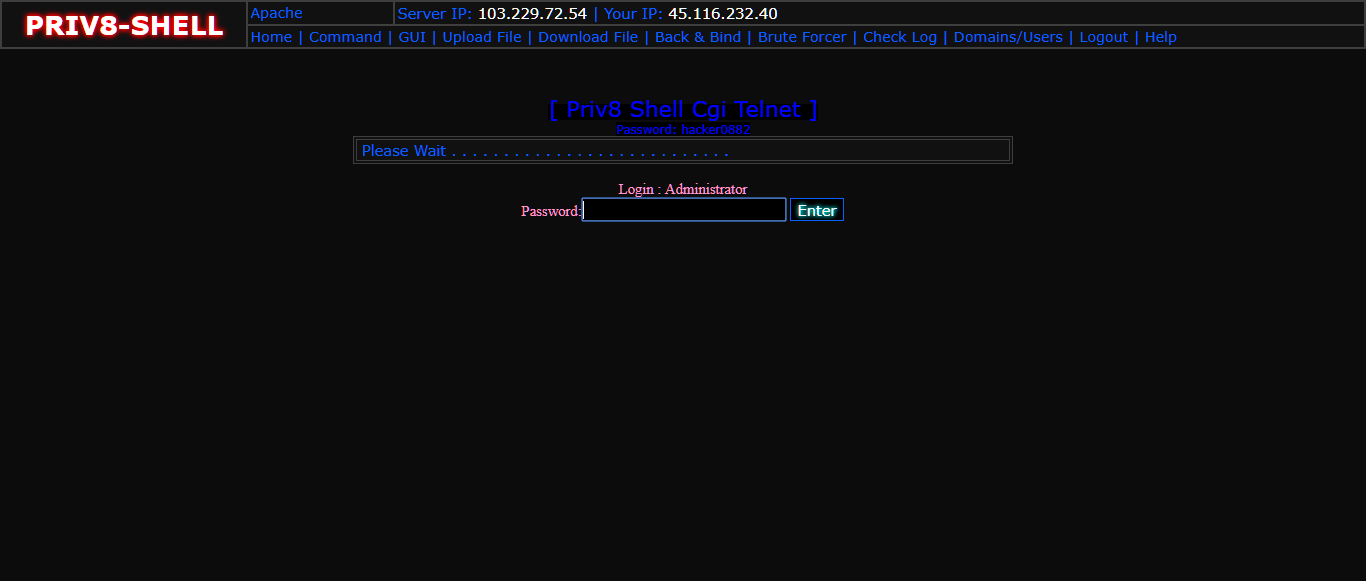 PRIV8-SHELL
Apache
Server IP: 103.229.72.54 | Your IP: 45.116.232.40
Home | Command | GUI | Upload File | Download File | Back & Bind | Brute Forcer | Check Log | Domains/Users | Logout | Help
[ Priv8 Shell Cgi Telnet ]
Password: hacker0882
Please Wait . . . . . . . . . . . . . . . . . . . . . . . . . . .
Login : Administrator
Password:
Enter